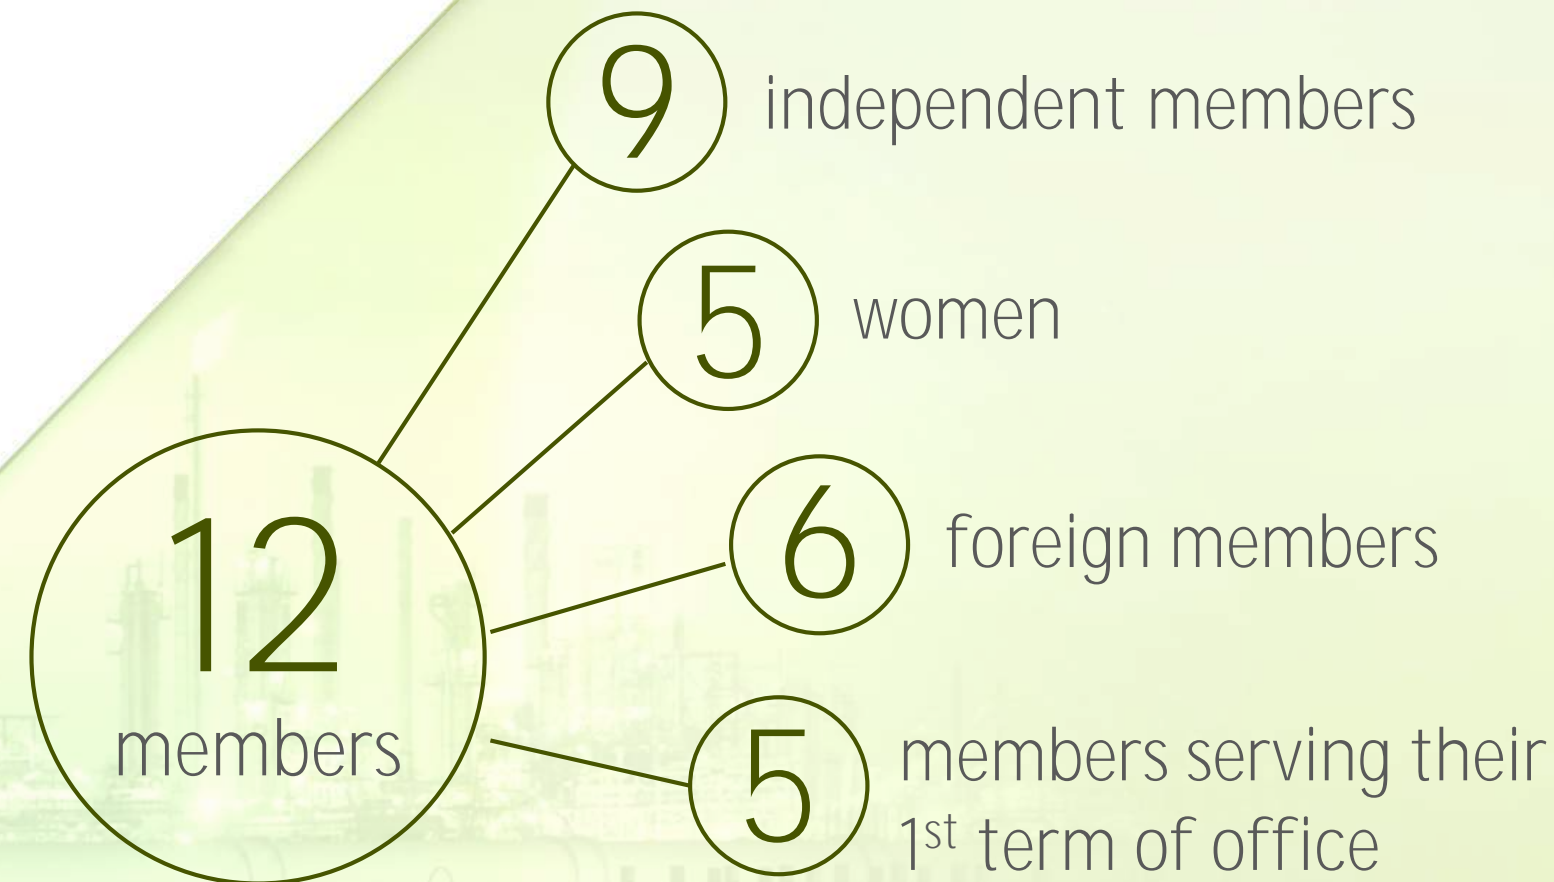 9 independent members
5 women
6 foreign members
12
members
5 members serving their
1st term of office